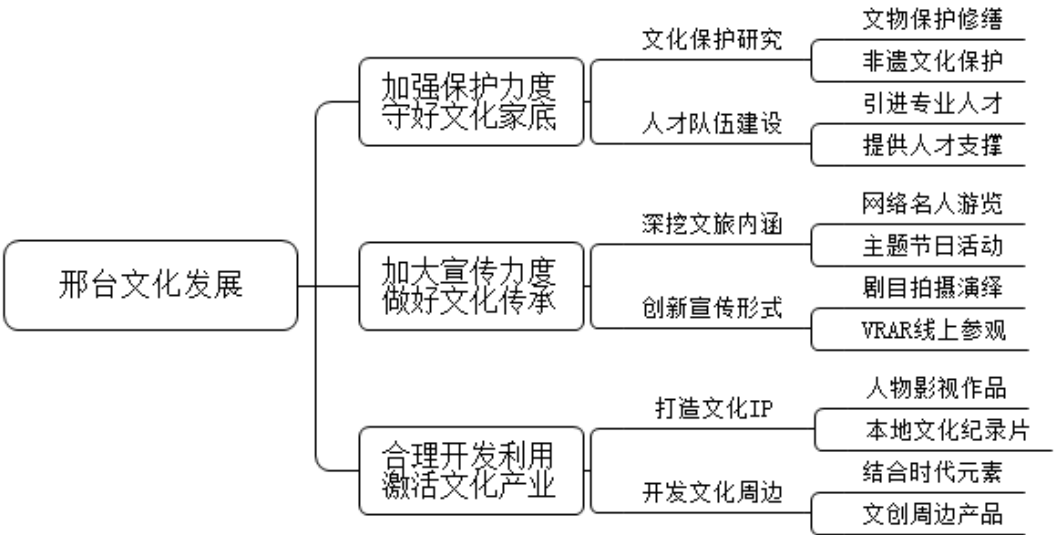 邢台文化发展
加强保护力度
守好文化家底
文化保护研究
文物保护修缮
非遗文化保护
人才队伍建设
引进专业人才
提供人才支撑
加大宣传力度
做好文化传承
深挖文旅内涵
网络名人游览
主题节日活动
创新宣传形式
剧目拍摄演绎
VRAR线上参观
合理开发利用
激活文化产业
打造文化IP
人物影视作品
本地文化纪录片
开发文化周边
结合时代元素
文创周边产品